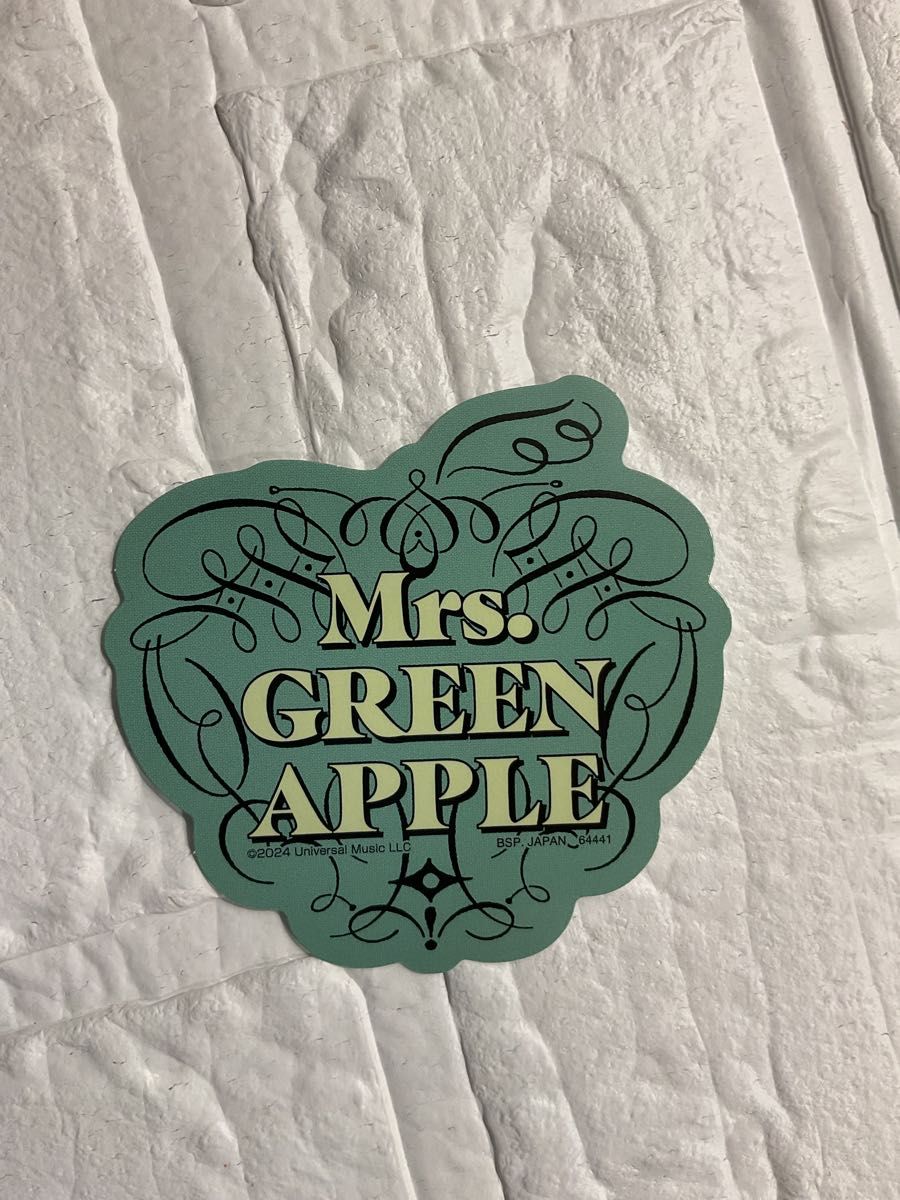 Mrs.
GREEN
APPLE
©2024 Universal Music LLC
BSP. JAPAN 64441